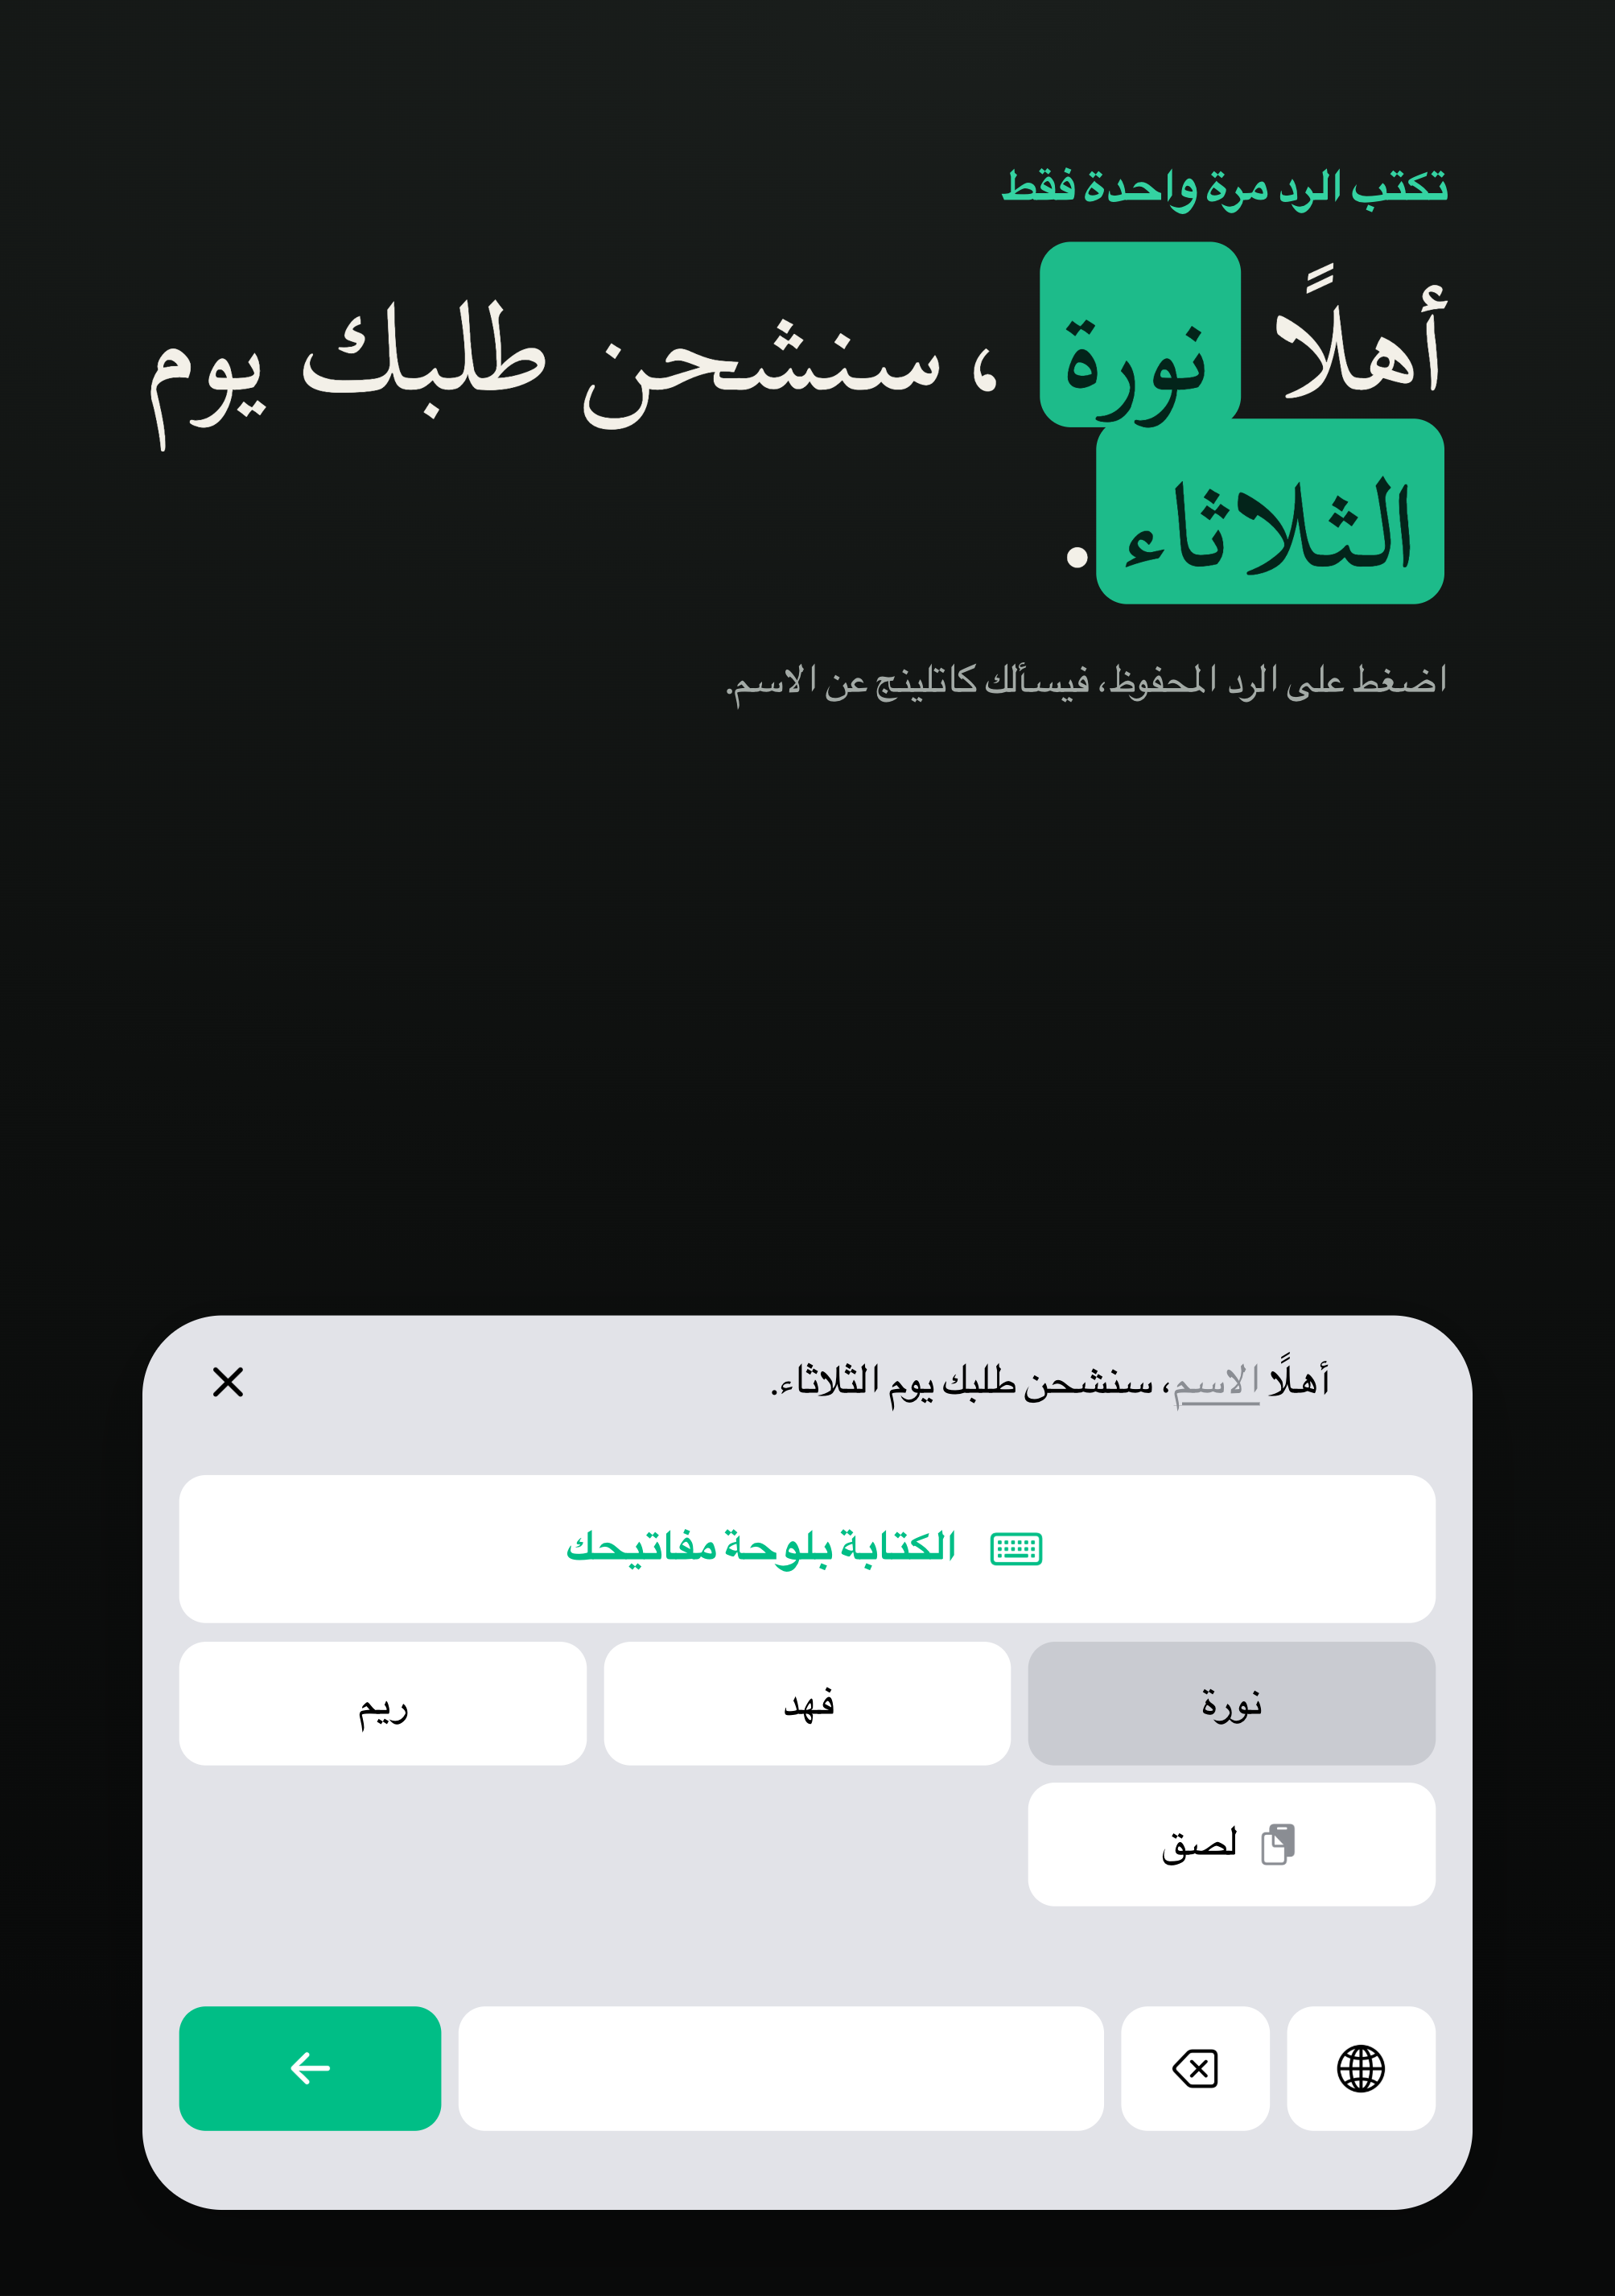 تكتب الرد مرة واحدة فقط
أهلًا نورة، سنشحن طلبك يوم
الثلاثاء.
اضغط على الرد المحفوظ، فيسألك كاتلينج عن الاسم.
أهلًا الاسم، سنشحن طلبك يوم الثلاثاء.
الكتابة بلوحة مفاتيحك
نورة
فهد
ريم
لصق